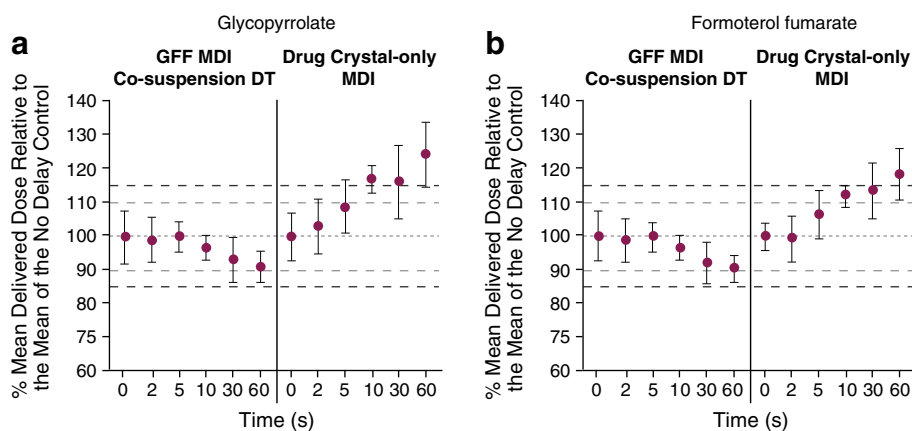 Glycopyrrolate
a
GFF MDI
Co-suspension DT
Drug Crystal-only
MDI
% Mean Delivered Dose Relative to
the Mean of the No Delay Control
140
130
120
110
100
90
80
75
60
0 2 5 10 30 60 0 2 5 10 30 60
Time (s)
Formoterol fumarate
b
GFF MDI
Co-suspension DT
Drug Crystal-only
MDI
% Mean Delivered Dose Relative to
the Mean of the No Delay Control
140
130
120
110
100
90
80
75
60
0 2 5 10 30 60 0 2 5 10 30 60
Time (s)